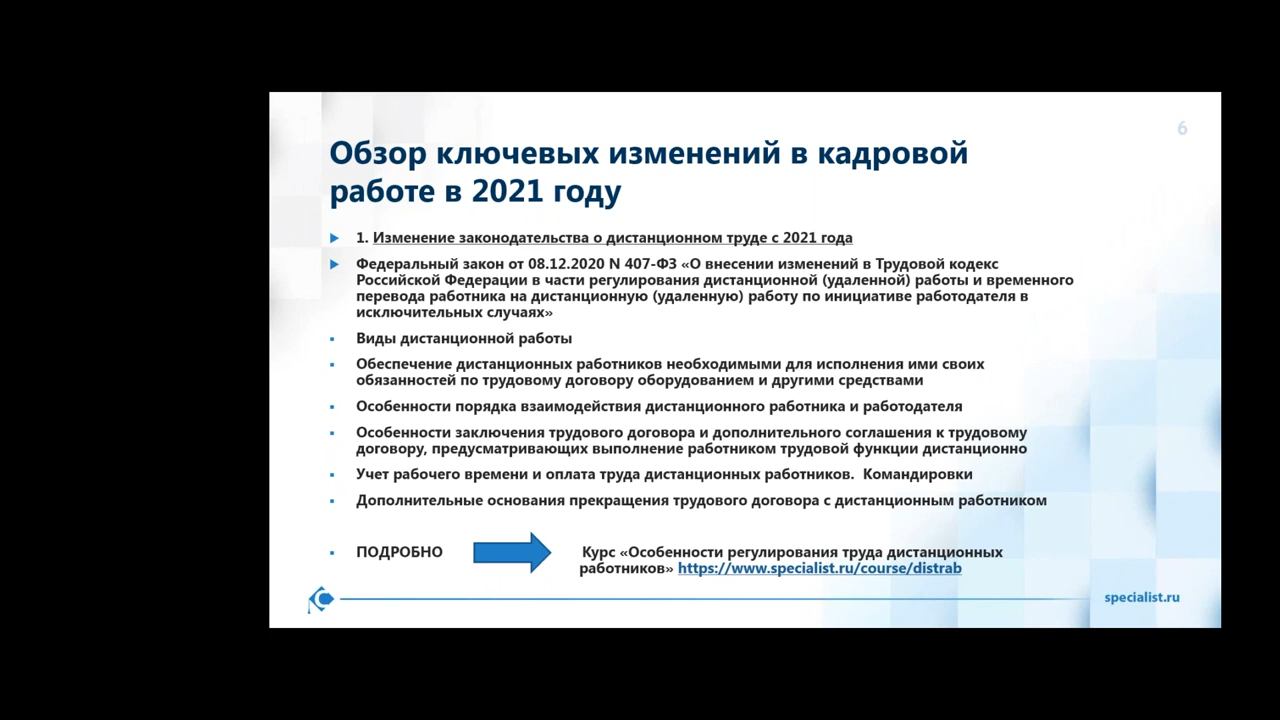 6
Обзор ключевых изменений в кадровой
работе в 2021 году
1. Изменение законодательства о дистанционном труде с 2021 года
Федеральный закон от 08.12.2020 N 407-ФЗ «О внесении изменений в Трудовой кодекс
Российской Федерации в части регулирования дистанционной (удаленной) работы и временного
перевода работника на дистанционную (удаленную) работу по инициативе работодателя в
исключительных случаях»
Виды дистанционной работы
Обеспечение дистанционных работников необходимыми для исполнения ими своих
обязанностей по трудовому договору оборудованием и другими средствами
Особенности порядка взаимодействия дистанционного работника и работодателя
Особенности заключения трудового договора и дополнительного соглашения к трудовому
договору, предусматривающих выполнение работником трудовой функции дистанционно
Учет рабочего времени и оплата труда дистанционных работников. Командировки
Дополнительные основания прекращения трудового договора с дистанционным работником
ПОДРОБНО Курс «Особенности регулирования труда дистанционных
работников» https://www.specialist.ru/course/distrab
specialist.ru